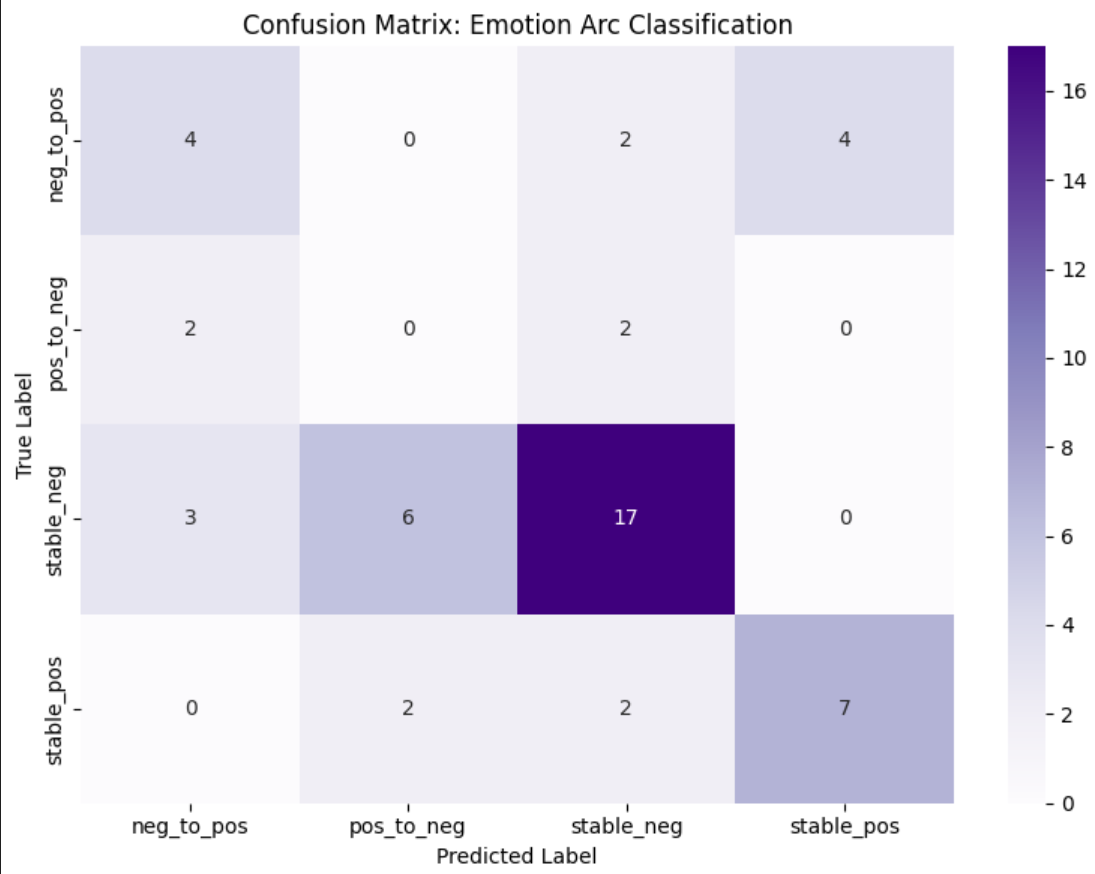 Confusion Matrix: Emotion Arc Classification
True Label
neg_to_pos
4
0
2
4
pos_to_neg
2
0
2
0
stable_neg
3
6
17
0
stable_pos
0
2
2
7
neg_to_pos
pos_to_neg
stable_neg
stable_pos
Predicted Label
16
14
12
10
8
6
4
2
0